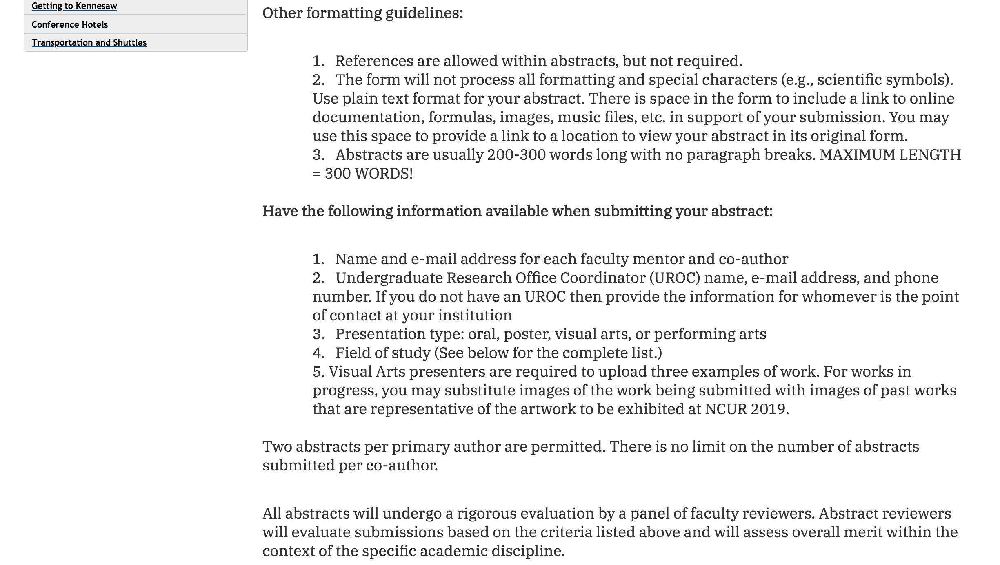 Getting to Kennesaw
Conference Hotels
Transportation and Shuttles
Other formatting guidelines:
1. References are allowed within abstracts, but not required.
2. The form will not process all formatting and special characters (e.g., scientific symbols).
Use plain text format for your abstract. There is space in the form to include a link to online
documentation, formulas, images, music files, etc. in support of your submission. You may
use this space to provide a link to a location to view your abstract in its original form.
3. Abstracts are usually 200-300 words long with no paragraph breaks. MAXIMUM LENGTH
= 300 WORDS!
Have the following information available when submitting your abstract:
1. Name and e-mail address for each faculty mentor and co-author
2. Undergraduate Research Office Coordinator (UROC) name, e-mail address, and phone
number. If you do not have an UROC then provide the information for whomever is the point
of contact at your institution
3. Presentation type: oral, poster, visual arts, or performing arts
4. Field of study (See below for the complete list.)
5. Visual Arts presenters are required to upload three examples of work. For works in
progress, you may substitute images of the work being submitted with images of past works
that are representative of the artwork to be exhibited at NCUR 2019.
Two abstracts per primary author are permitted. There is no limit on the number of abstracts
submitted per co-author.
All abstracts will undergo a rigorous evaluation by a panel of faculty reviewers. Abstract reviewers
will evaluate submissions based on the criteria listed above and will assess overall merit within the
context of the specific academic discipline.